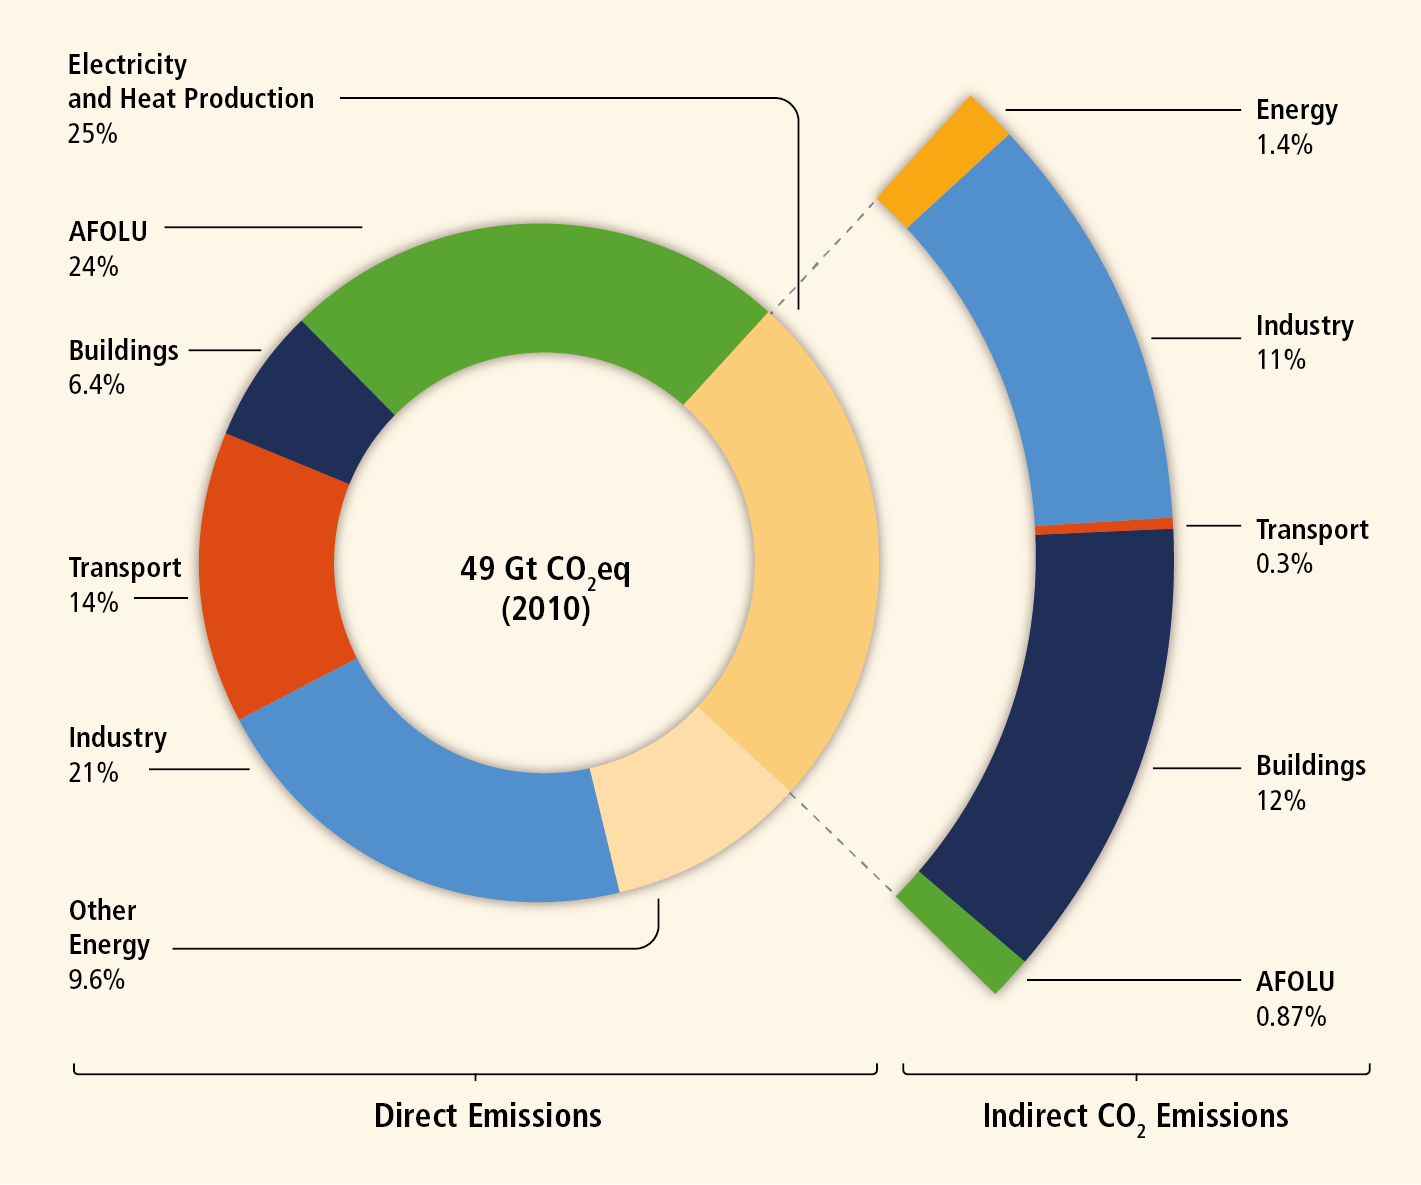 Electricity
and Heat Production
25%
AFOLU
24%
Buildings
6.4%
Transport
14%
Industry
21%
Other
Energy
9.6%
49 Gt CO₂eq
(2010)
Energy
1.4%
Industry
11%
Transport
0.3%
Buildings
12%
AFOLU
0.87%
Direct Emissions
Indirect CO₂ Emissions